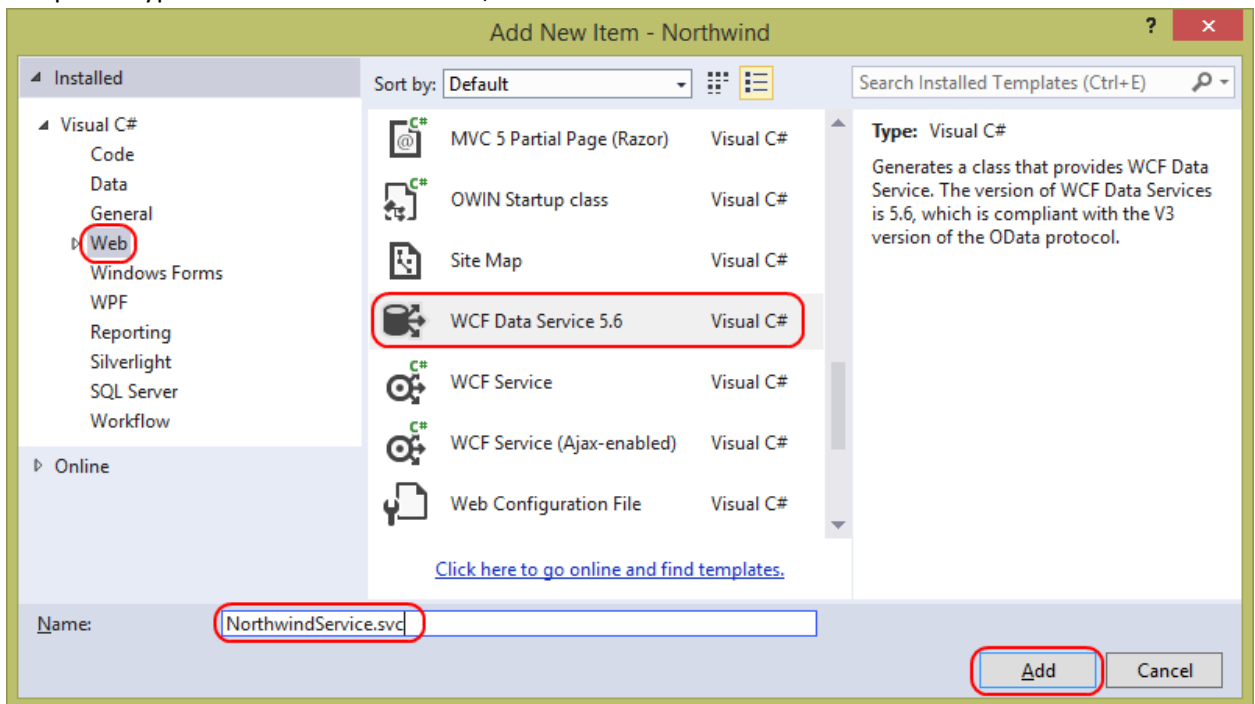 Add New Item - Northwind
?
Installed
Sort by: Default
Search Installed Templates (Ctrl+E)
Visual C#
Code
Data
General
Web
Windows Forms
WPF
Reporting
Silverlight
SQL Server
Workflow
Online
C#
MVC 5 Partial Page (Razor) Visual C#
C#
OWIN Startup class Visual C#
Site Map Visual C#
WCF Data Service 5.6 Visual C#
C#
WCF Service Visual C#
C#
WCF Service (Ajax-enabled) Visual C#
Web Configuration File Visual C#
Click here to go online and find templates.
Type: Visual C#
Generates a class that provides WCF Data
Service. The version of WCF Data Services
is 5.6, which is compliant with the V3
version of the OData protocol.
Name: NorthwindService.svc
Add Cancel